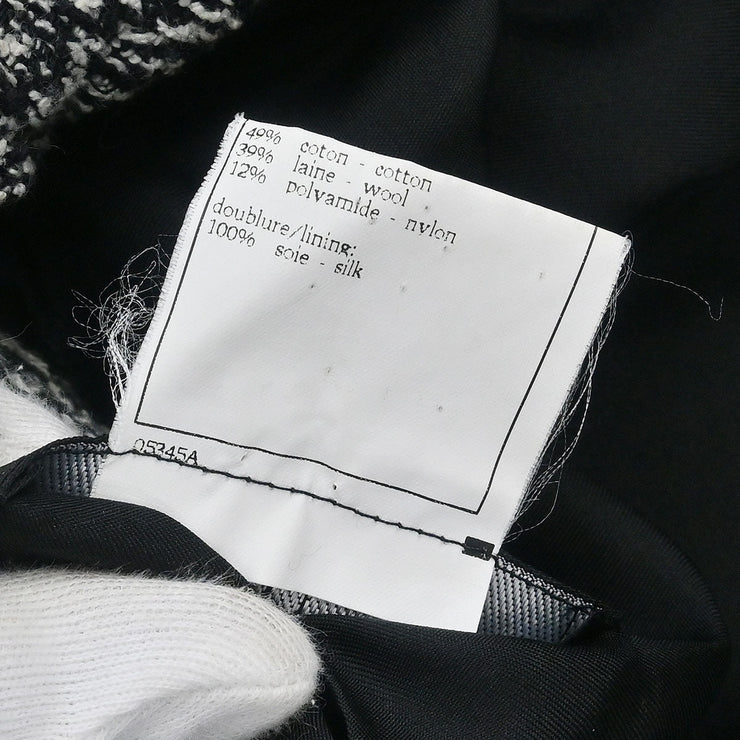 49% coton - cotton
39% laine - wool
12% polyamide - nylon
doublure/lining:
100% soie - silk
05345A